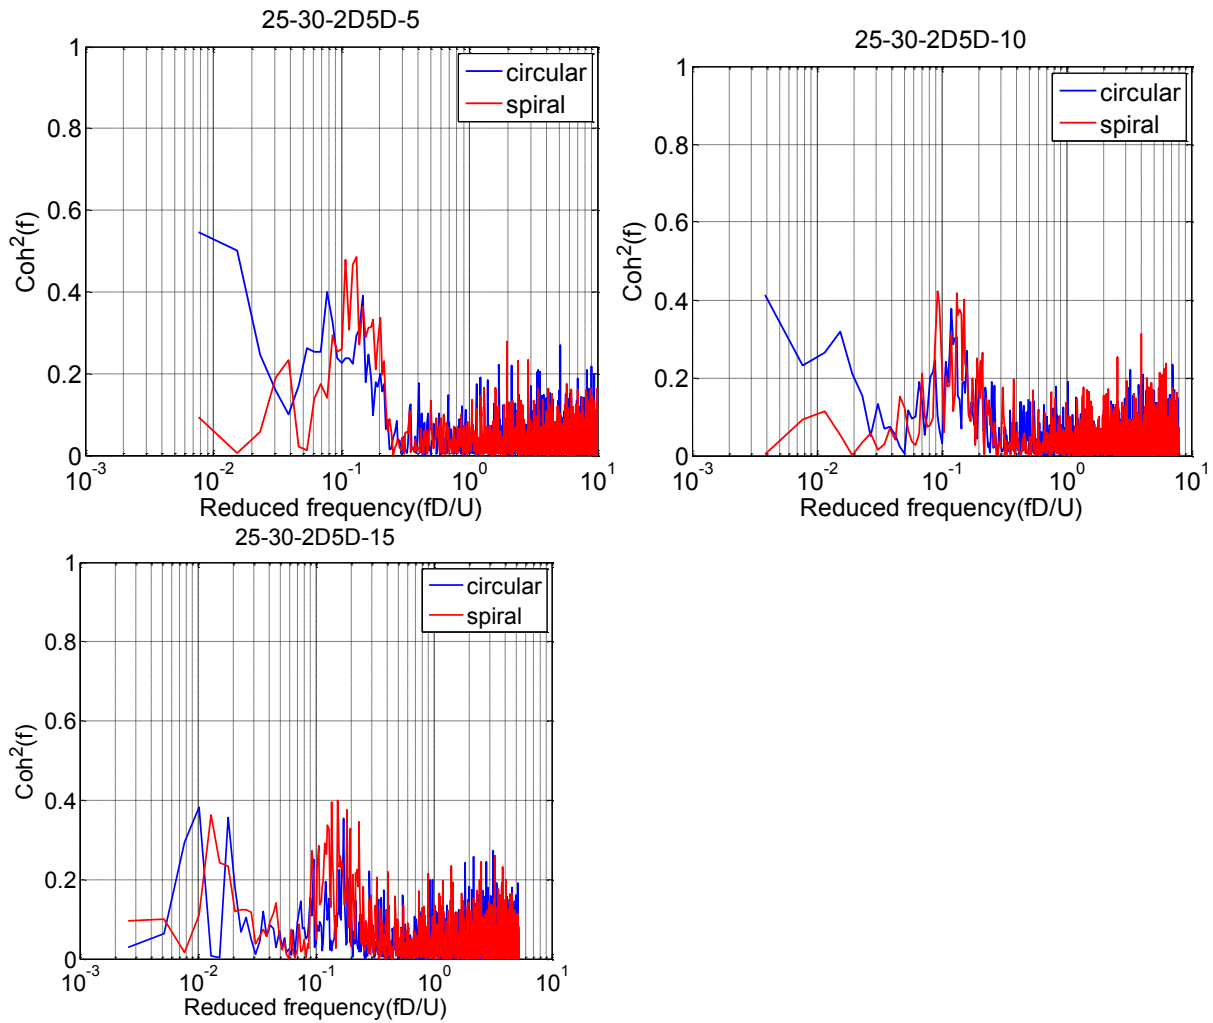 25-30-2D5D-5
1
0.8
0.6
0.4
0.2
0
Coh²(f)
circular
spiral
10⁻³ 10⁻² 10⁻¹ 10⁰ 10¹
Reduced frequency(fD/U)
25-30-2D5D-10
1
0.8
0.6
0.4
0.2
0
Coh²(f)
circular
spiral
10⁻³ 10⁻² 10⁻¹ 10⁰ 10¹
Reduced frequency(fD/U)
25-30-2D5D-15
1
0.8
0.6
0.4
0.2
0
Coh²(f)
circular
spiral
10⁻³ 10⁻² 10⁻¹ 10⁰ 10¹
Reduced frequency(fD/U)